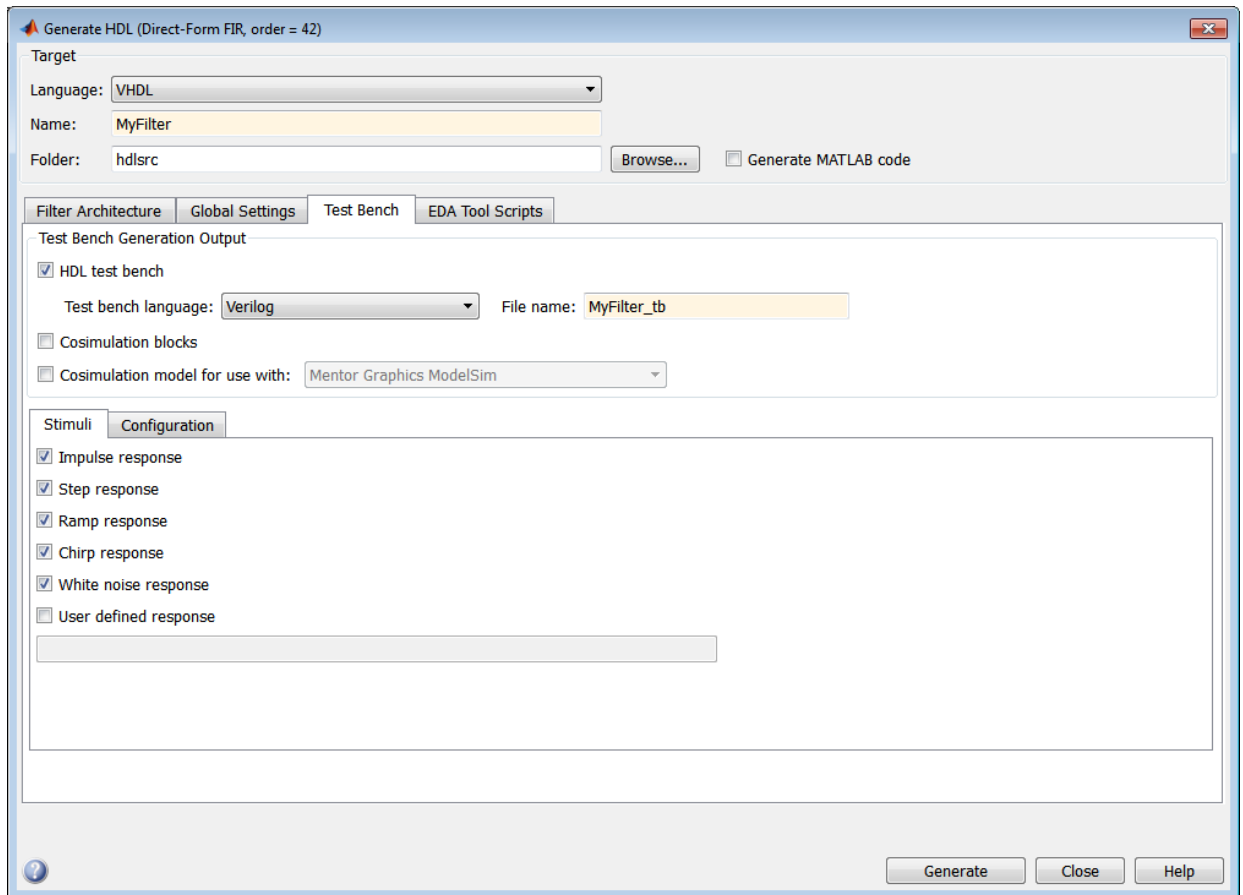 Generate HDL (Direct-Form FIR, order = 42)
Target
Language: VHDL
Name: MyFilter
Folder: hdlsrc Browse... Generate MATLAB code
Filter Architecture Global Settings Test Bench EDA Tool Scripts
Test Bench Generation Output
HDL test bench
Test bench language: Verilog File name: MyFilter_tb
Cosimulation blocks
Cosimulation model for use with: Mentor Graphics ModelSim
Stimuli Configuration
Impulse response
Step response
Ramp response
Chirp response
White noise response
User defined response
? Generate Close Help